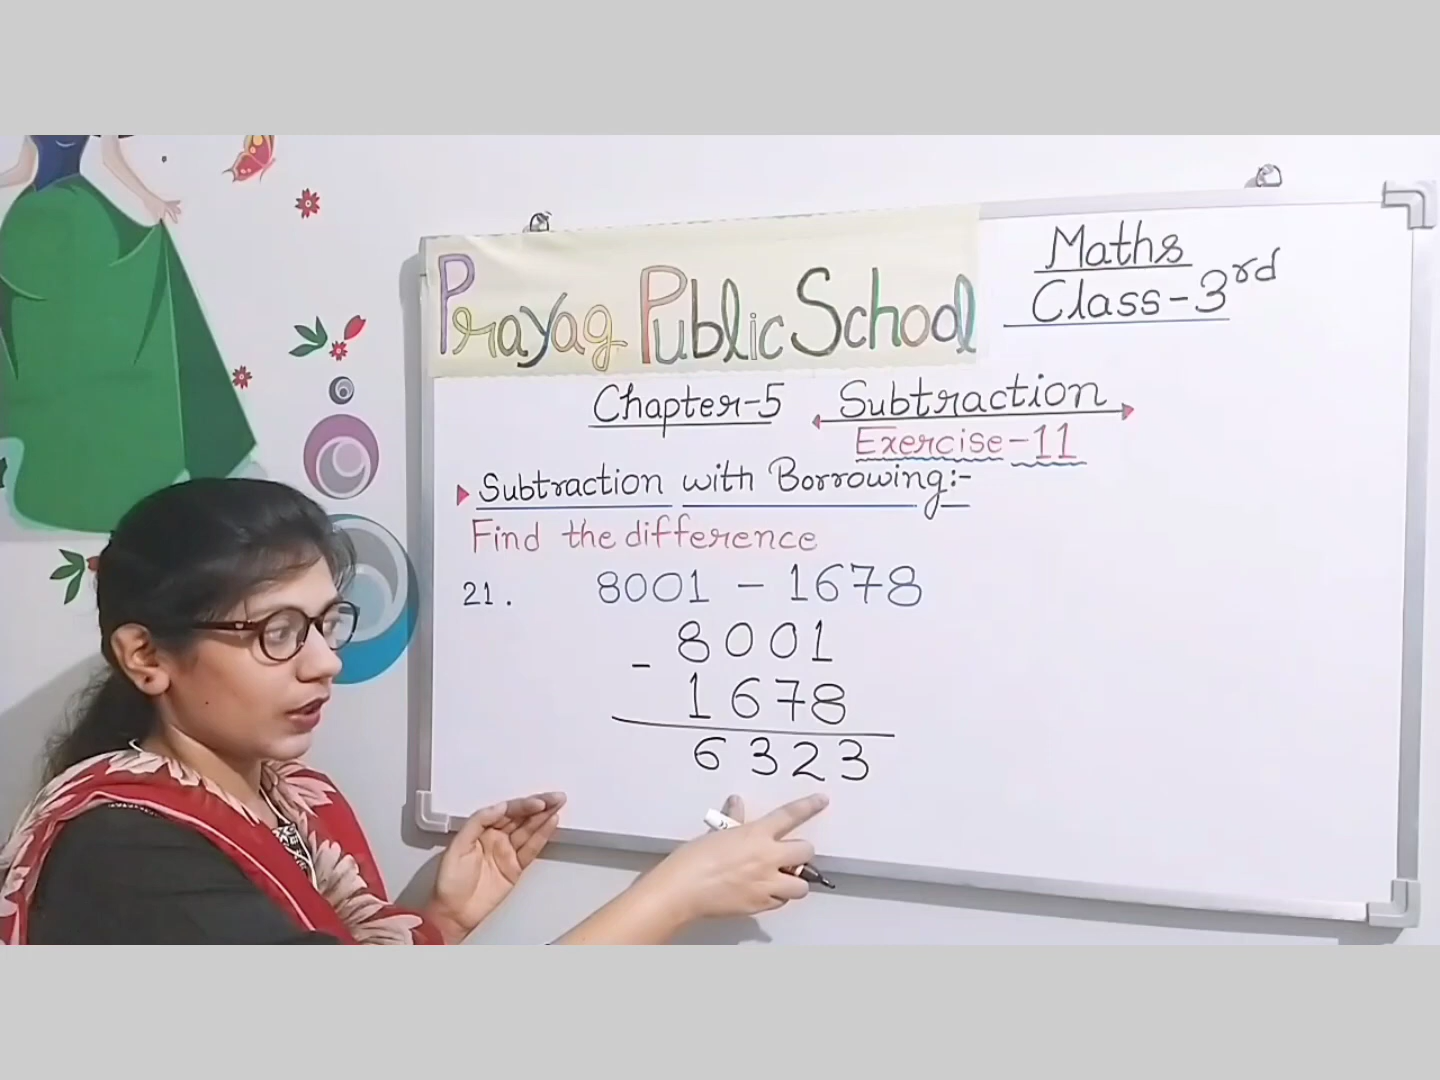 Prayag Public School
Maths
Class-3rd
Chapter-5 Subtraction
Exercise-11
Subtraction with Borrowing:-
Find the difference
21. 8001 - 1678
8001
- 1678
6323